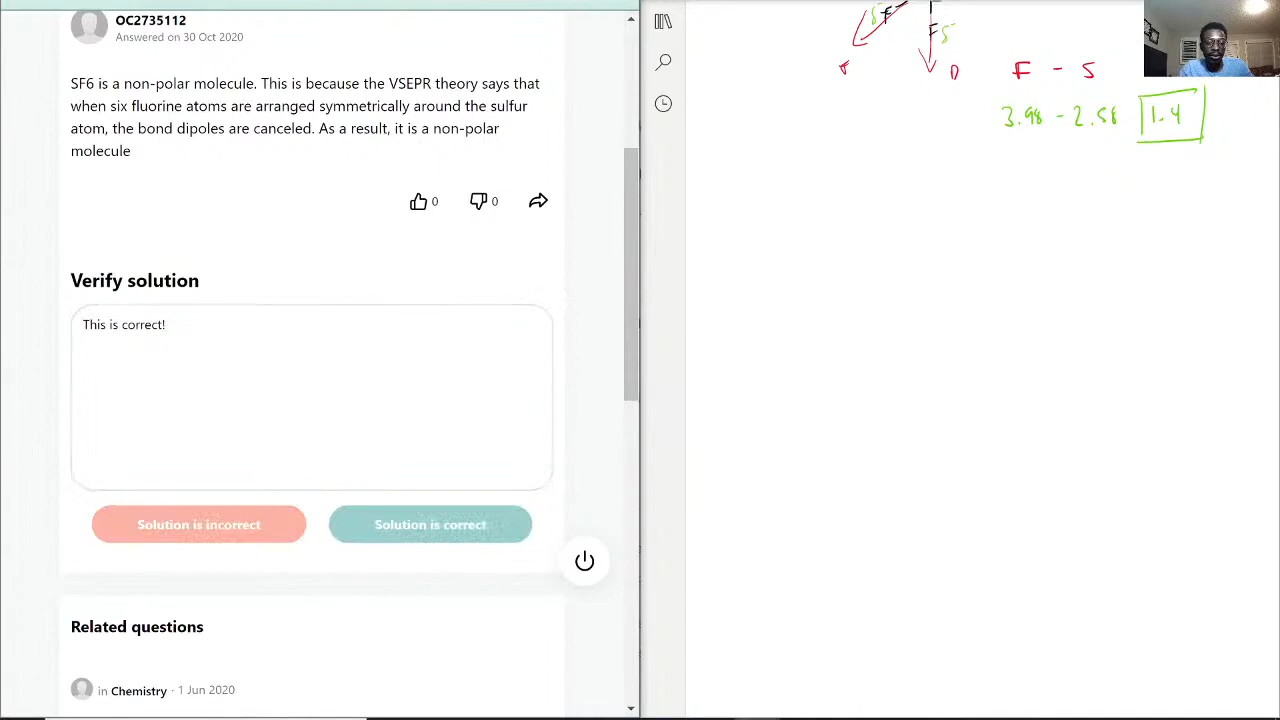 OC2735112
Answered on 30 Oct 2020
SF6 is a non-polar molecule. This is because the VSEPR theory says that
when six fluorine atoms are arranged symmetrically around the sulfur
atom, the bond dipoles are canceled. As a result, it is a non-polar
molecule
0
0
Verify solution
This is correct!
Solution is incorrect
Solution is correct
Related questions
in Chemistry · 1 Jun 2020
δ- F
F δ-
F - S
3.98 - 2.58 1.4